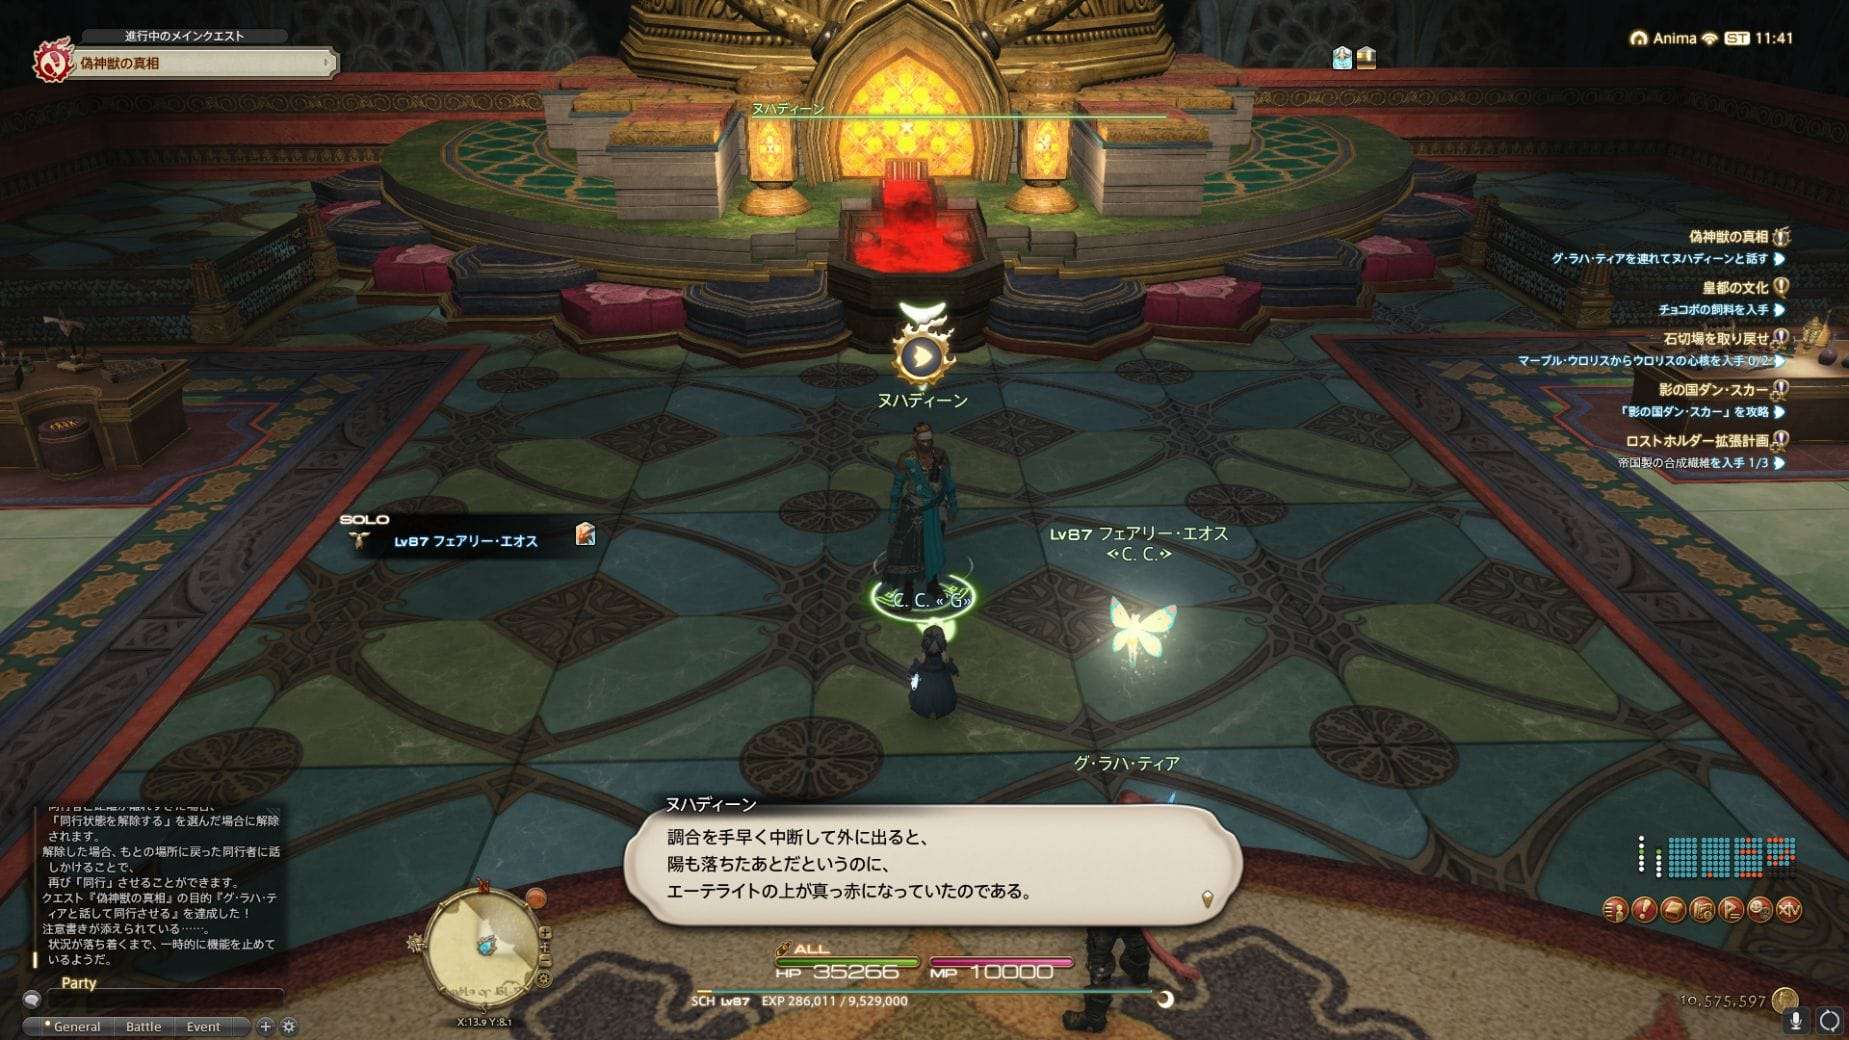 進行中のメインクエスト
偽神獣の真相
Anima ST 11:41
ヌハディーン
偽神獣の真相
グ・ラハ・ティアを連れてヌハディーンと話す
皇都の文化
チョコボの飼料を入手
石切場を取り戻せ
マーブル・ウロリスからウロリスの心核を入手 0/2
影の国ダン・スカー
「影の国ダン・スカー」を攻略
ロストホルダー拡張計画
帝国製の合成繊維を入手 1/3
ヌハディーン
SOLO
Lv87 フェアリー・エオス
Lv87 フェアリー・エオス
<C. C.>
C. C. «G»
グ・ラハ・ティア
ヌハディーン
調合を手早く中断して外に出ると、
陽も落ちたあとだというのに、
エーテライトの上が真っ赤になっていたのである。
「同行状態を解除する」を選んだ場合に解除
されます。
解除した場合、もとの場所に戻った同行者に話
しかけることで、
再び「同行」させることができます。
クエスト『偽神獣の真相』の目的『グ・ラハ・テ
ィアと話して同行させる』を達成した！
注意書きが添えられている……。
状況が落ち着くまで、一時的に機能を止めて
いるようだ。
Party
General Battle Event
X:13.9 Y:8.1
ALL
HP 35266 MP 10000
SCH Lv87 EXP 286,011 / 9,529,000
XIV
10,575,597